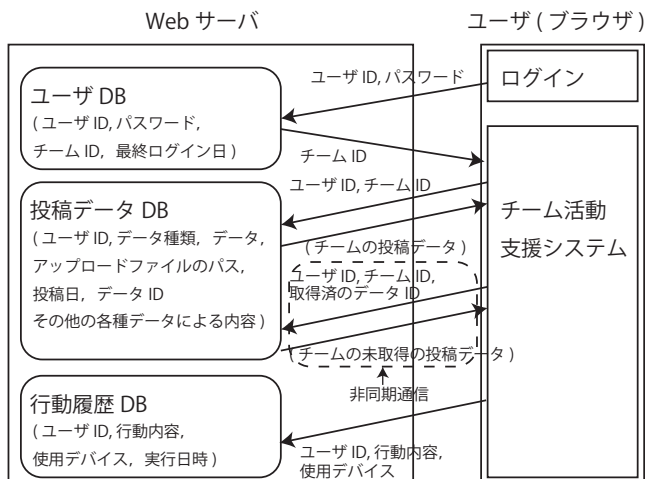 Web サーバ
ユーザ ( ブラウザ )
ユーザ DB
( ユーザ ID, パスワード,
チーム ID, 最終ログイン日 )
ユーザ ID, パスワード
ログイン
チーム ID
ユーザ ID, チーム ID
投稿データ DB
( ユーザ ID, データ種類, データ,
アップロードファイルのパス,
投稿日, データ ID
その他の各種データによる内容 )
( チームの投稿データ )
ユーザ ID, チーム ID,
取得済のデータ ID
( チームの未取得の投稿データ )
非同期通信
チーム活動
支援システム
行動履歴 DB
( ユーザ ID, 行動内容,
使用デバイス, 実行日時 )
ユーザ ID, 行動内容,
使用デバイス